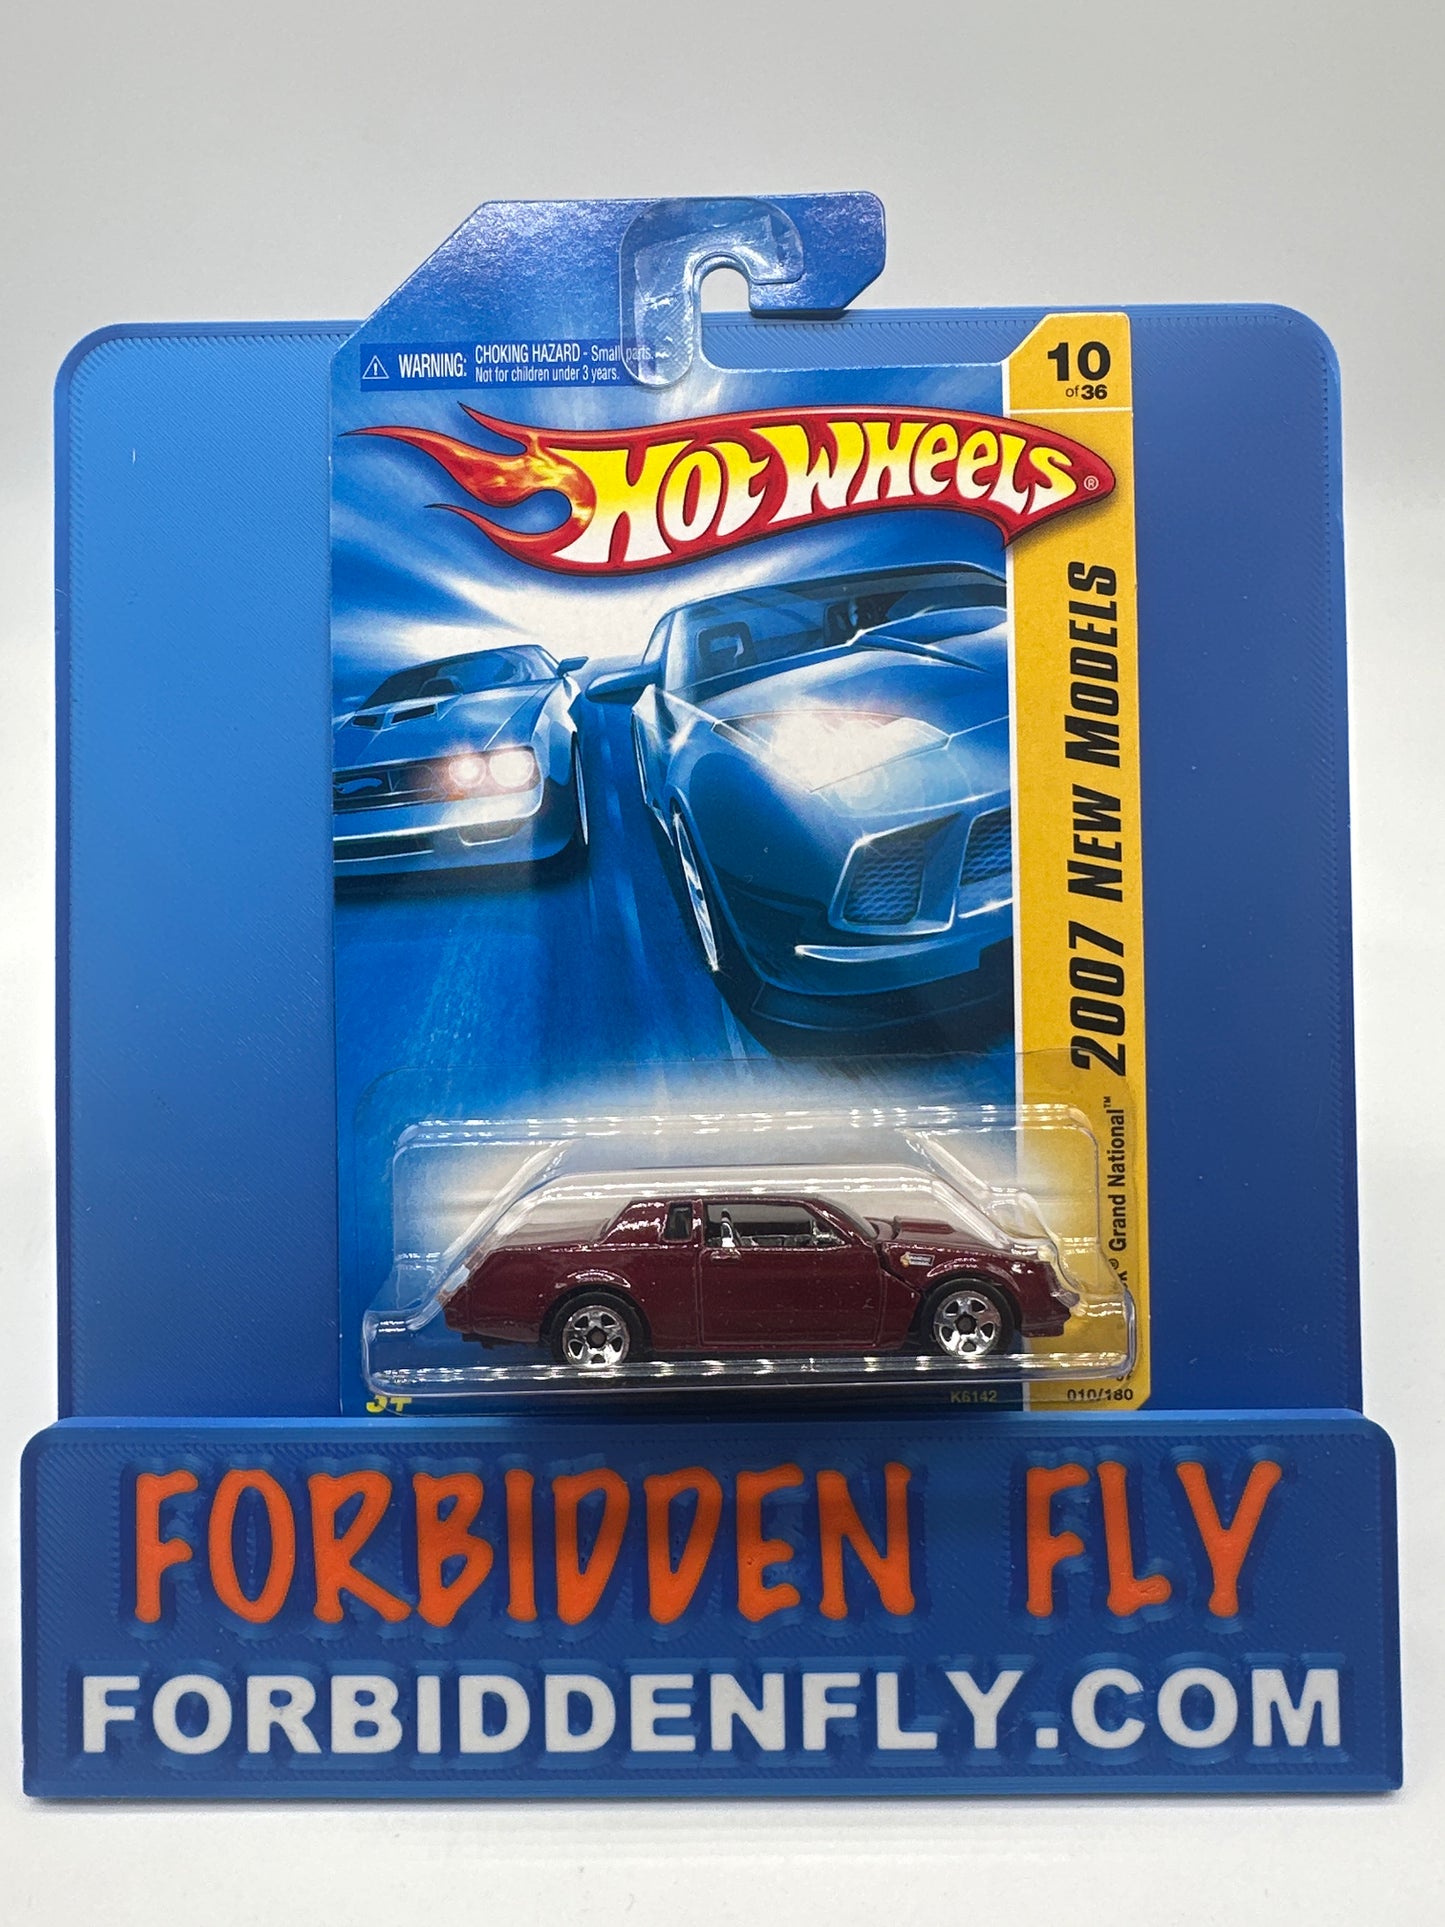 WARNING: CHOKING HAZARD - Small parts.
Not for children under 3 years.
10
of 36
HOT WHEELS®
2007 NEW MODELS
® Grand National™
3+
K6142
010/180
FORBIDDEN FLY
FORBIDDENFLY.COM